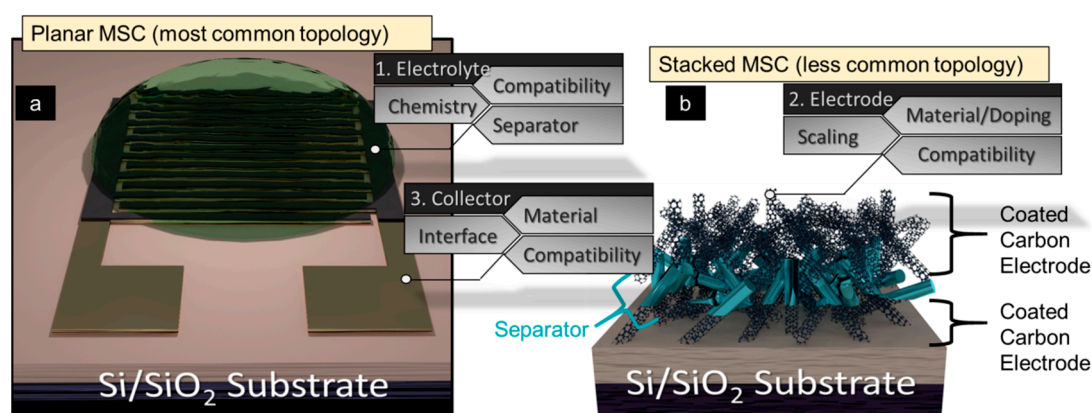 Planar MSC (most common topology)
a
1. Electrolyte
Compatibility
Chemistry
Separator
3. Collector
Material
Interface
Compatibility
Si/SiO₂ Substrate
Stacked MSC (less common topology)
b
2. Electrode
Material/Doping
Scaling
Compatibility
Coated
Carbon
Electrode
Separator
Coated
Carbon
Electrode
Si/SiO₂ Substrate